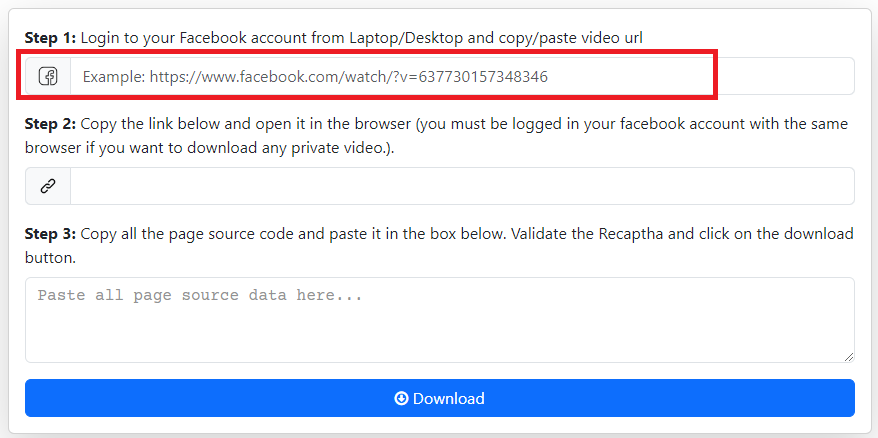 Step 1: Login to your Facebook account from Laptop/Desktop and copy/paste video url
Example: https://www.facebook.com/watch/?v=637730157348346
Step 2: Copy the link below and open it in the browser (you must be logged in your facebook account with the same
browser if you want to download any private video.).
Step 3: Copy all the page source code and paste it in the box below. Validate the Recaptha and click on the download
button.
Paste all page source data here...
Download